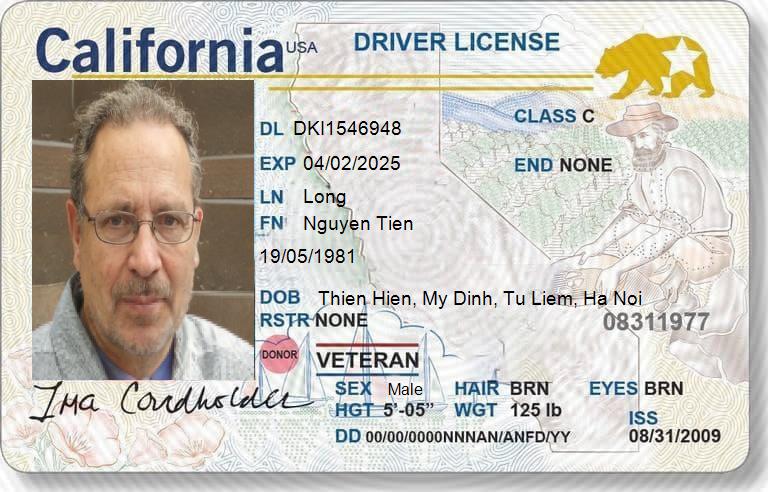 California USA DRIVER LICENSE
CLASS C
DL DKI1546948
EXP 04/02/2025
END NONE
LN Long
FN Nguyen Tien
19/05/1981
DOB Thien Hien, My Dinh, Tu Liem, Ha Noi
RSTR NONE
08311977
DONOR
VETERAN
SEX Male HAIR BRN EYES BRN
HGT 5'-05" WGT 125 lb
ISS
DD 00/00/0000NNNAN/ANFD/YY 08/31/2009
Ima Cardholder